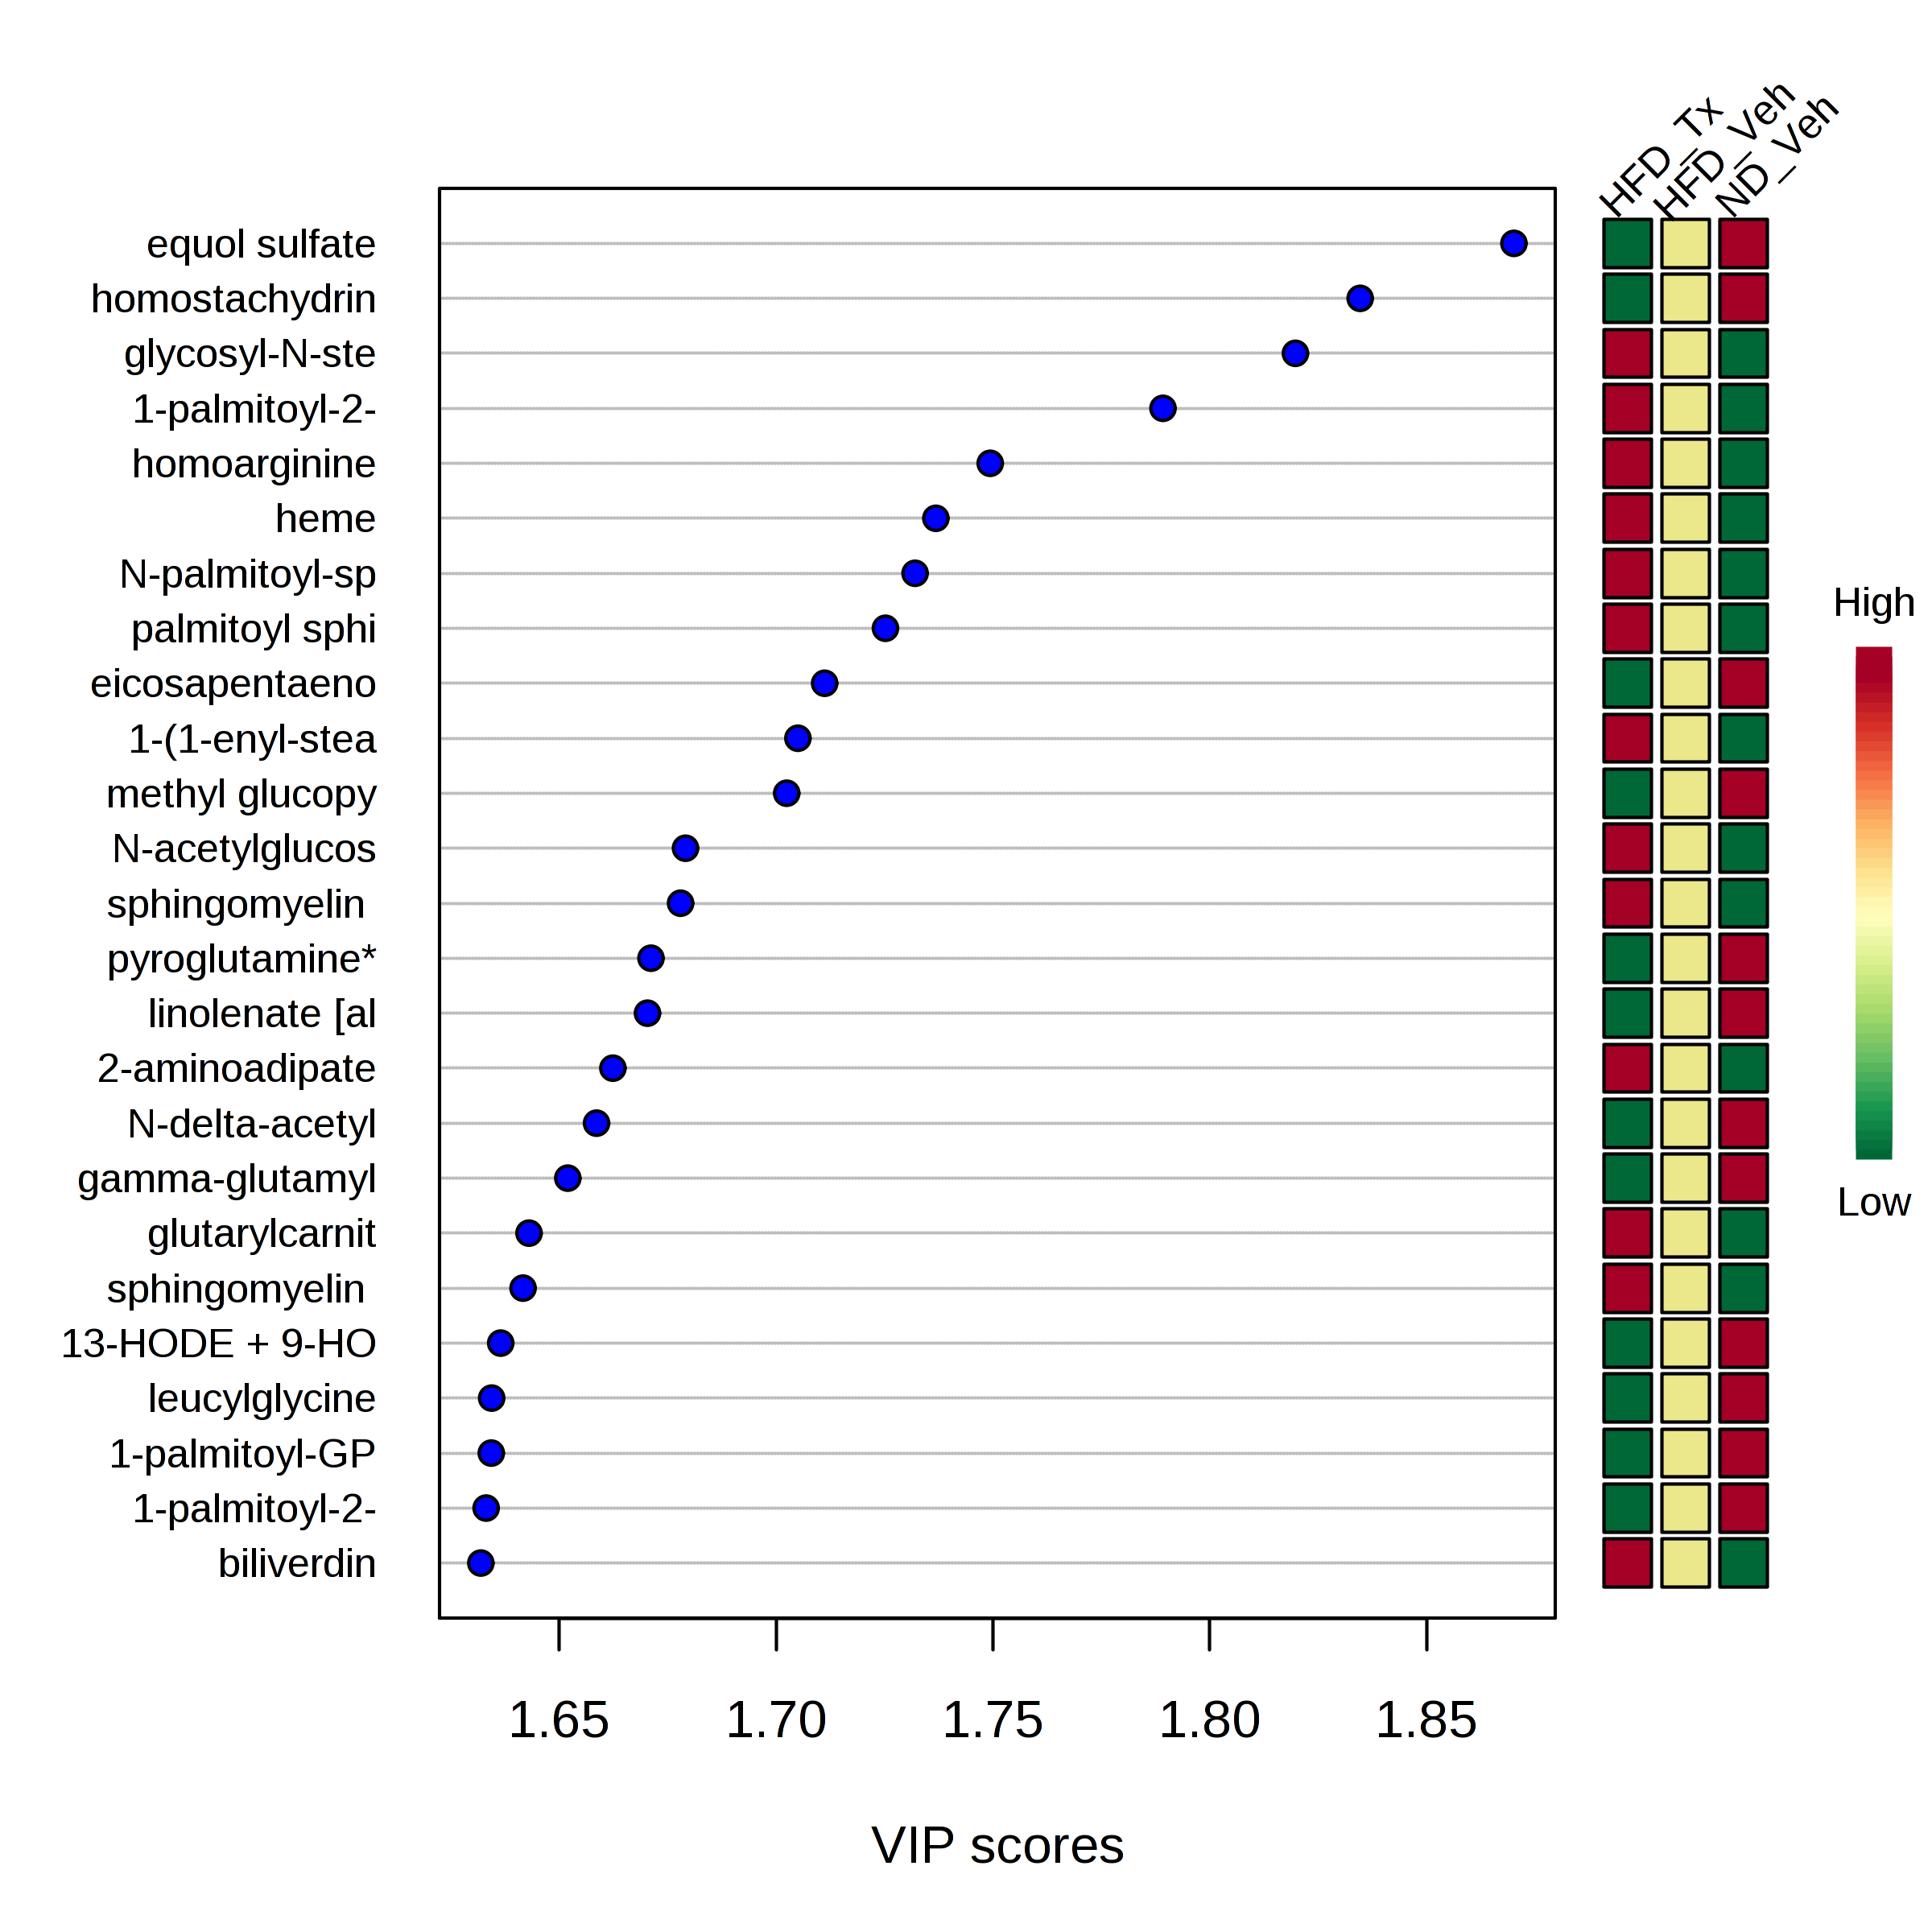 HFD_Tx
HFD_Veh
ND_Veh
equol sulfate
homostachydrin
glycosyl-N-ste
1-palmitoyl-2-
homoarginine
heme
N-palmitoyl-sp
palmitoyl sphi
eicosapentaeno
1-(1-enyl-stea
methyl glucopy
N-acetylglucos
sphingomyelin
pyroglutamine*
linolenate [al
2-aminoadipate
N-delta-acetyl
gamma-glutamyl
glutarylcarnit
sphingomyelin
13-HODE + 9-HO
leucylglycine
1-palmitoyl-GP
1-palmitoyl-2-
biliverdin
High
Low
1.65 1.70 1.75 1.80 1.85
VIP scores